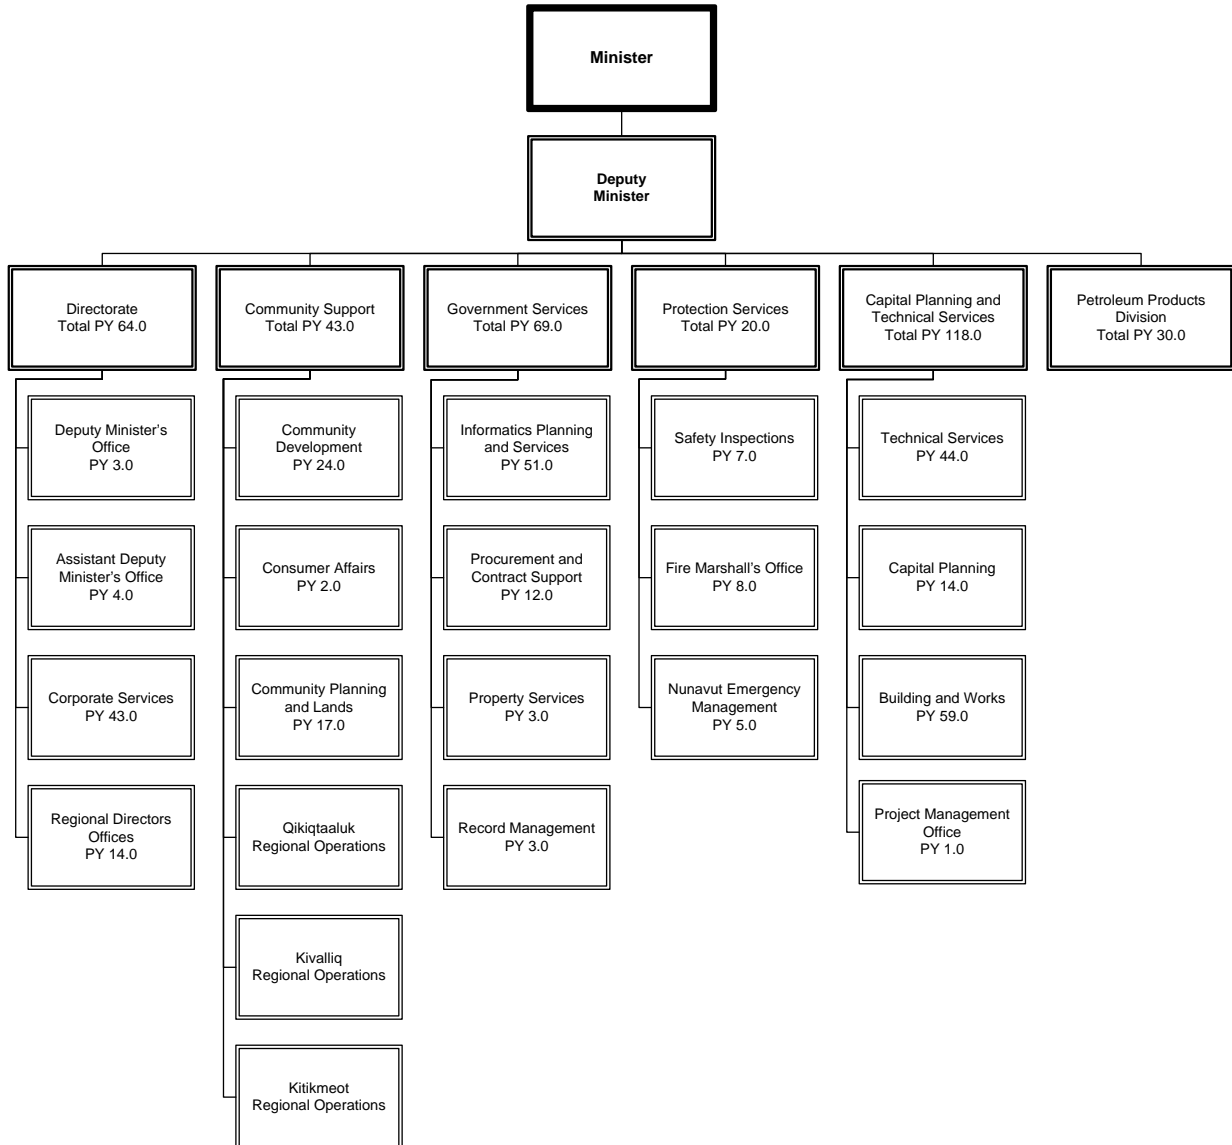 Minister
Deputy
Minister
Directorate
Total PY 64.0
Community Support
Total PY 43.0
Government Services
Total PY 69.0
Protection Services
Total PY 20.0
Capital Planning and
Technical Services
Total PY 118.0
Petroleum Products
Division
Total PY 30.0
Deputy Minister's
Office
PY 3.0
Assistant Deputy
Minister's Office
PY 4.0
Corporate Services
PY 43.0
Regional Directors
Offices
PY 14.0
Community
Development
PY 24.0
Consumer Affairs
PY 2.0
Community Planning
and Lands
PY 17.0
Qikiqtaaluk
Regional Operations
Kivalliq
Regional Operations
Kitikmeot
Regional Operations
Informatics Planning
and Services
PY 51.0
Procurement and
Contract Support
PY 12.0
Property Services
PY 3.0
Record Management
PY 3.0
Safety Inspections
PY 7.0
Fire Marshall's Office
PY 8.0
Nunavut Emergency
Management
PY 5.0
Technical Services
PY 44.0
Capital Planning
PY 14.0
Building and Works
PY 59.0
Project Management
Office
PY 1.0